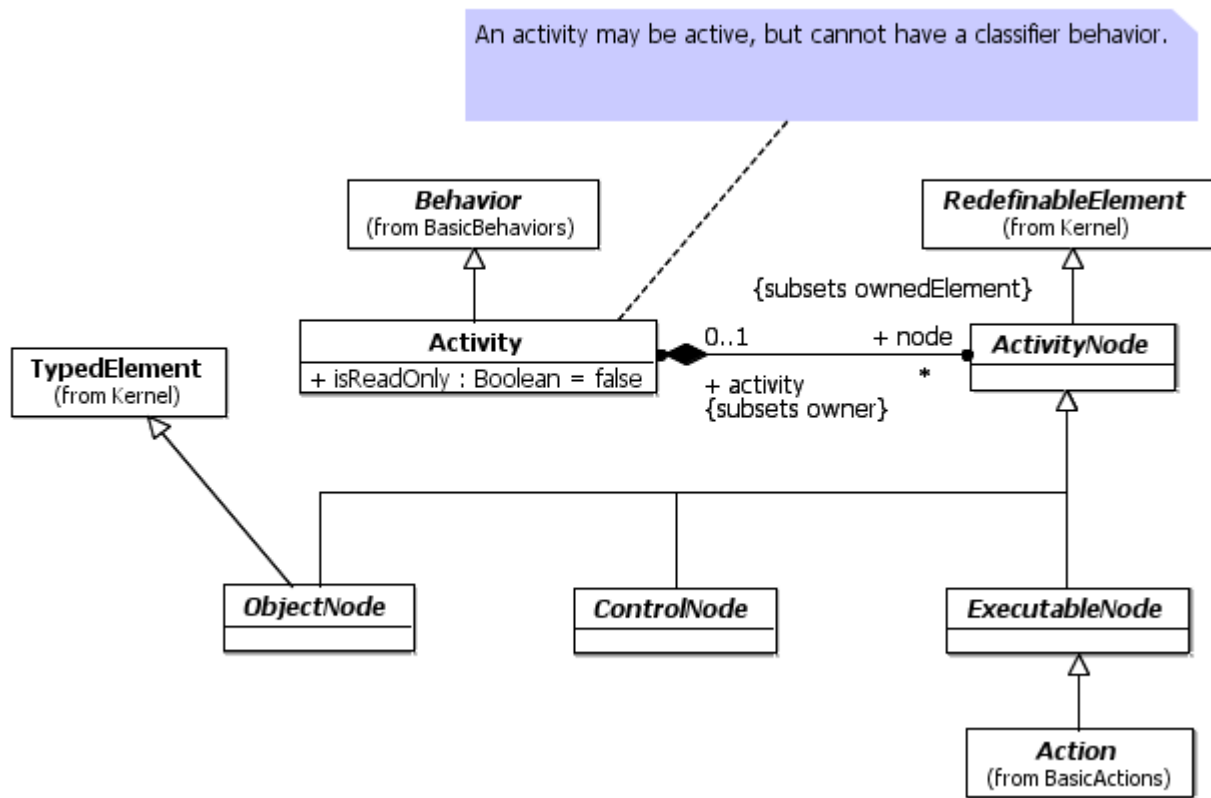 An activity may be active, but cannot have a classifier behavior.
Behavior
(from BasicBehaviors)
RedefinableElement
(from Kernel)
{subsets ownedElement}
Activity
+ isReadOnly : Boolean = false
0..1
+ node
*
+ activity
{subsets owner}
ActivityNode
TypedElement
(from Kernel)
ObjectNode
ControlNode
ExecutableNode
Action
(from BasicActions)